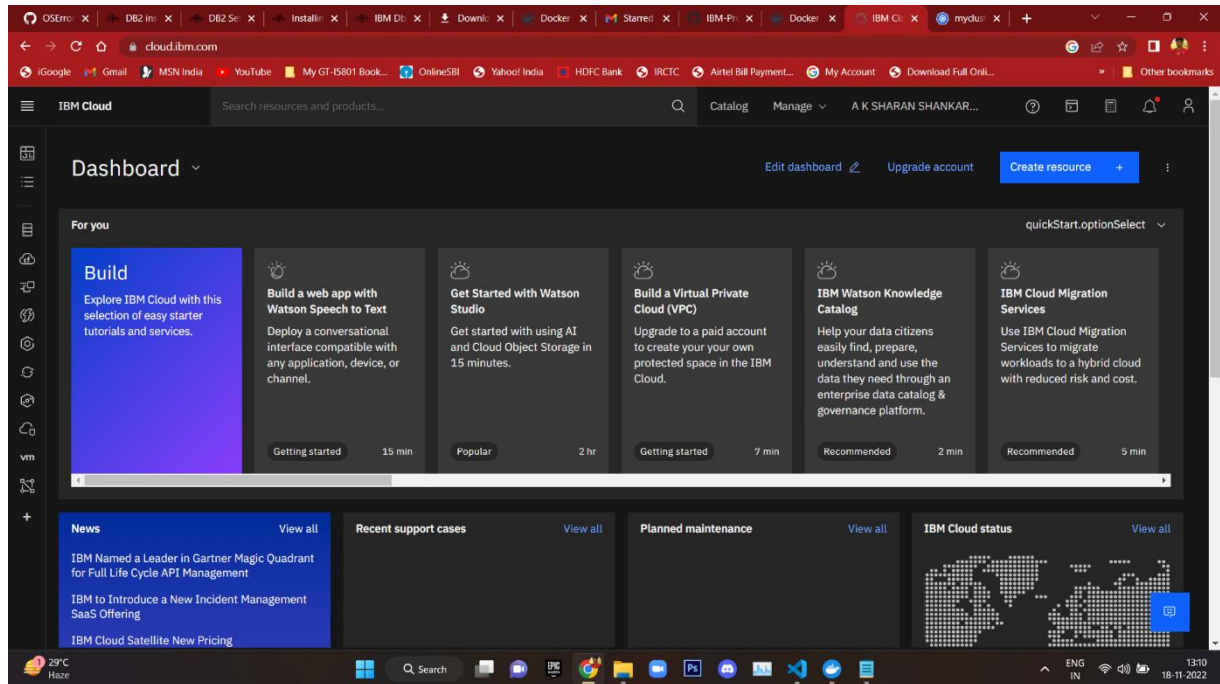 OSError
DB2 ins
DB2 Se
Installin
IBM Db
Downlo
Docker
Starred
IBM-Pro
Docker
IBM Clo
myclust
cloud.ibm.com
iGoogle
Gmail
MSN India
YouTube
My GT-I5801 Book...
OnlineSBI
Yahoo! India
HDFC Bank
IRCTC
Airtel Bill Payment...
My Account
Download Full Onli...
»
Other bookmarks
IBM Cloud
Search resources and products...
Catalog
Manage
A K SHARAN SHANKAR...
Dashboard
Edit dashboard
Upgrade account
Create resource +
For you
quickStart.optionSelect
Build
Explore IBM Cloud with this
selection of easy starter
tutorials and services.
Build a web app with
Watson Speech to Text
Deploy a conversational
interface compatible with
any application, device, or
channel.
Getting started
15 min
Get Started with Watson
Studio
Get started with using AI
and Cloud Object Storage in
15 minutes.
Popular
2 hr
Build a Virtual Private
Cloud (VPC)
Upgrade to a paid account
to create your your own
protected space in the IBM
Cloud.
Getting started
7 min
IBM Watson Knowledge
Catalog
Help your data citizens
easily find, prepare,
understand and use the
data they need through an
enterprise data catalog &
governance platform.
Recommended
2 min
IBM Cloud Migration
Services
Use IBM Cloud Migration
Services to migrate
workloads to a hybrid cloud
with reduced risk and cost.
Recommended
5 min
vm
News
View all
IBM Named a Leader in Gartner Magic Quadrant
for Full Life Cycle API Management
IBM to Introduce a New Incident Management
SaaS Offering
IBM Cloud Satellite New Pricing
Recent support cases
View all
Planned maintenance
View all
IBM Cloud status
View all
1
29°C
Haze
Search
EPIC
Ps
ENG
IN
13:10
18-11-2022